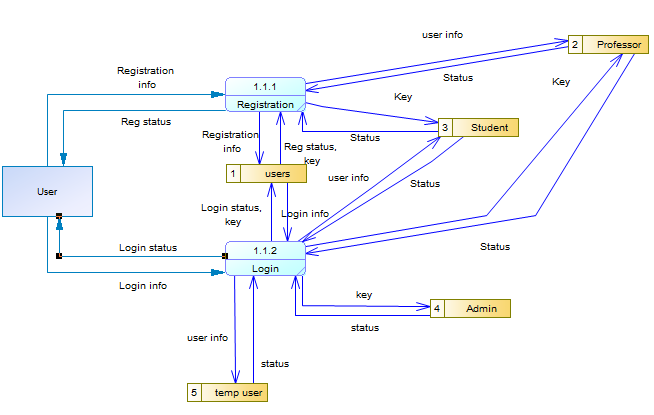 user info
2 Professor
Status
Registration
info
1.1.1
Registration
Key
Key
Reg status
Registration
info
Status
3 Student
Reg status,
key
1 users
user info
Status
User
Login status,
key
Login info
Login status
1.1.2
Login
Status
Login info
key
4 Admin
status
user info
status
5 temp user